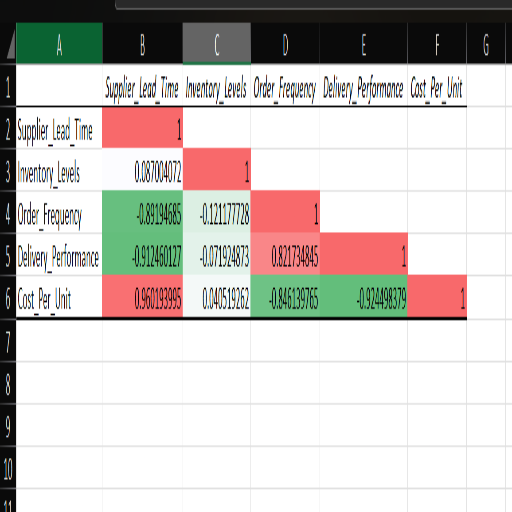 A B C D E F G
1 Supplier_Lead_Time Inventory_Levels Order_Frequency Delivery_Performance Cost_Per_Unit
2 Supplier_Lead_Time 1
3 Inventory_Levels 0.087004072 1
4 Order_Frequency -0.89194685 -0.121177728 1
5 Delivery_Performance -0.912460127 -0.071924873 0.821734845 1
6 Cost_Per_Unit 0.960193995 0.040519262 -0.846139765 -0.924498379 1
7
8
9
10
11